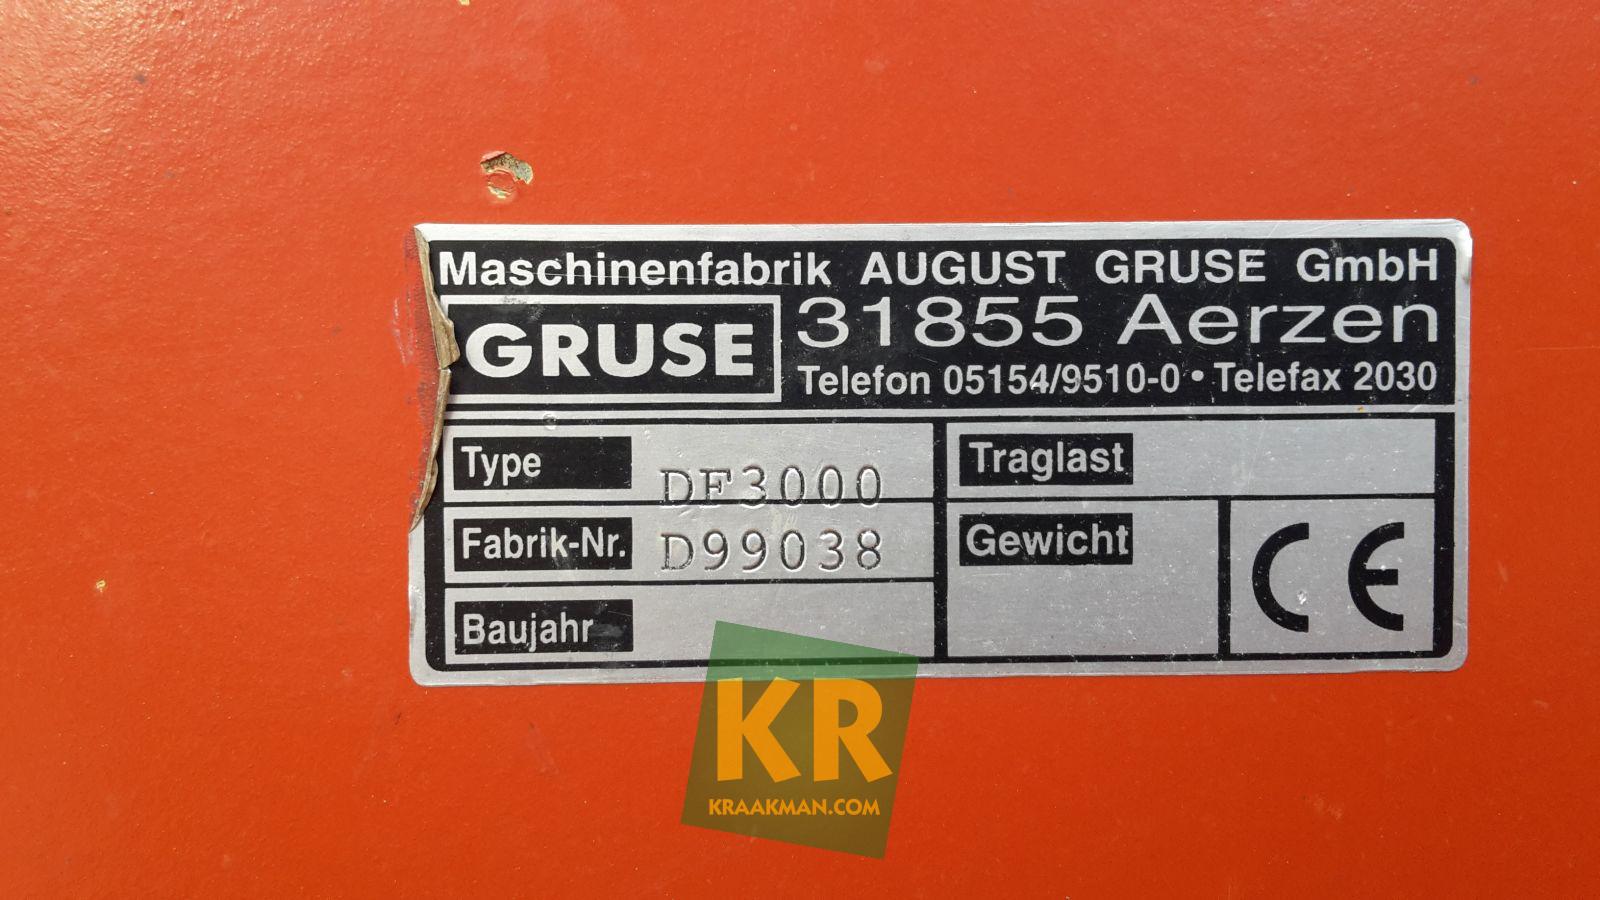 Maschinenfabrik AUGUST GRUSE GmbH
GRUSE
31855 Aerzen
Telefon 05154/9510-0 • Telefax 2030
Type DF3000
Traglast
Fabrik-Nr. D99038
Gewicht
CE
Baujahr
KR
KRAAKMAN.COM